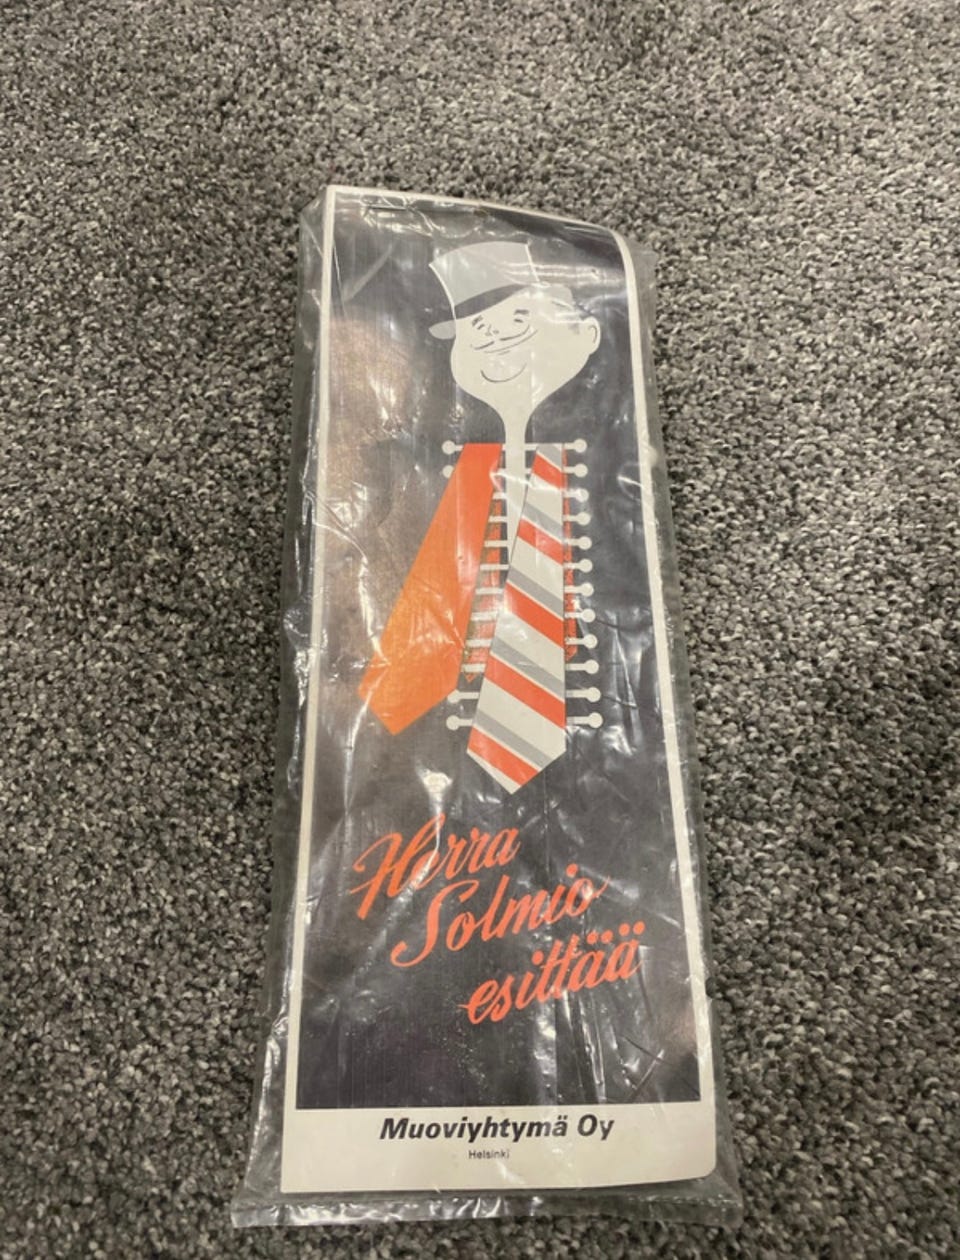 Herra
Solmio
esittää
Muoviyhtymä Oy
Helsinki